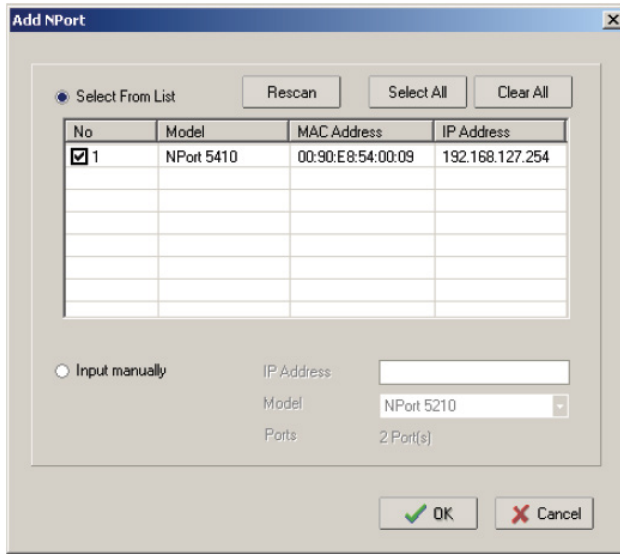 Add NPort
Select From List Rescan Select All Clear All
No Model MAC Address IP Address
1 NPort 5410 00:90:E8:54:00:09 192.168.127.254
Input manually IP Address
Model NPort 5210
Ports 2 Port(s)
OK Cancel